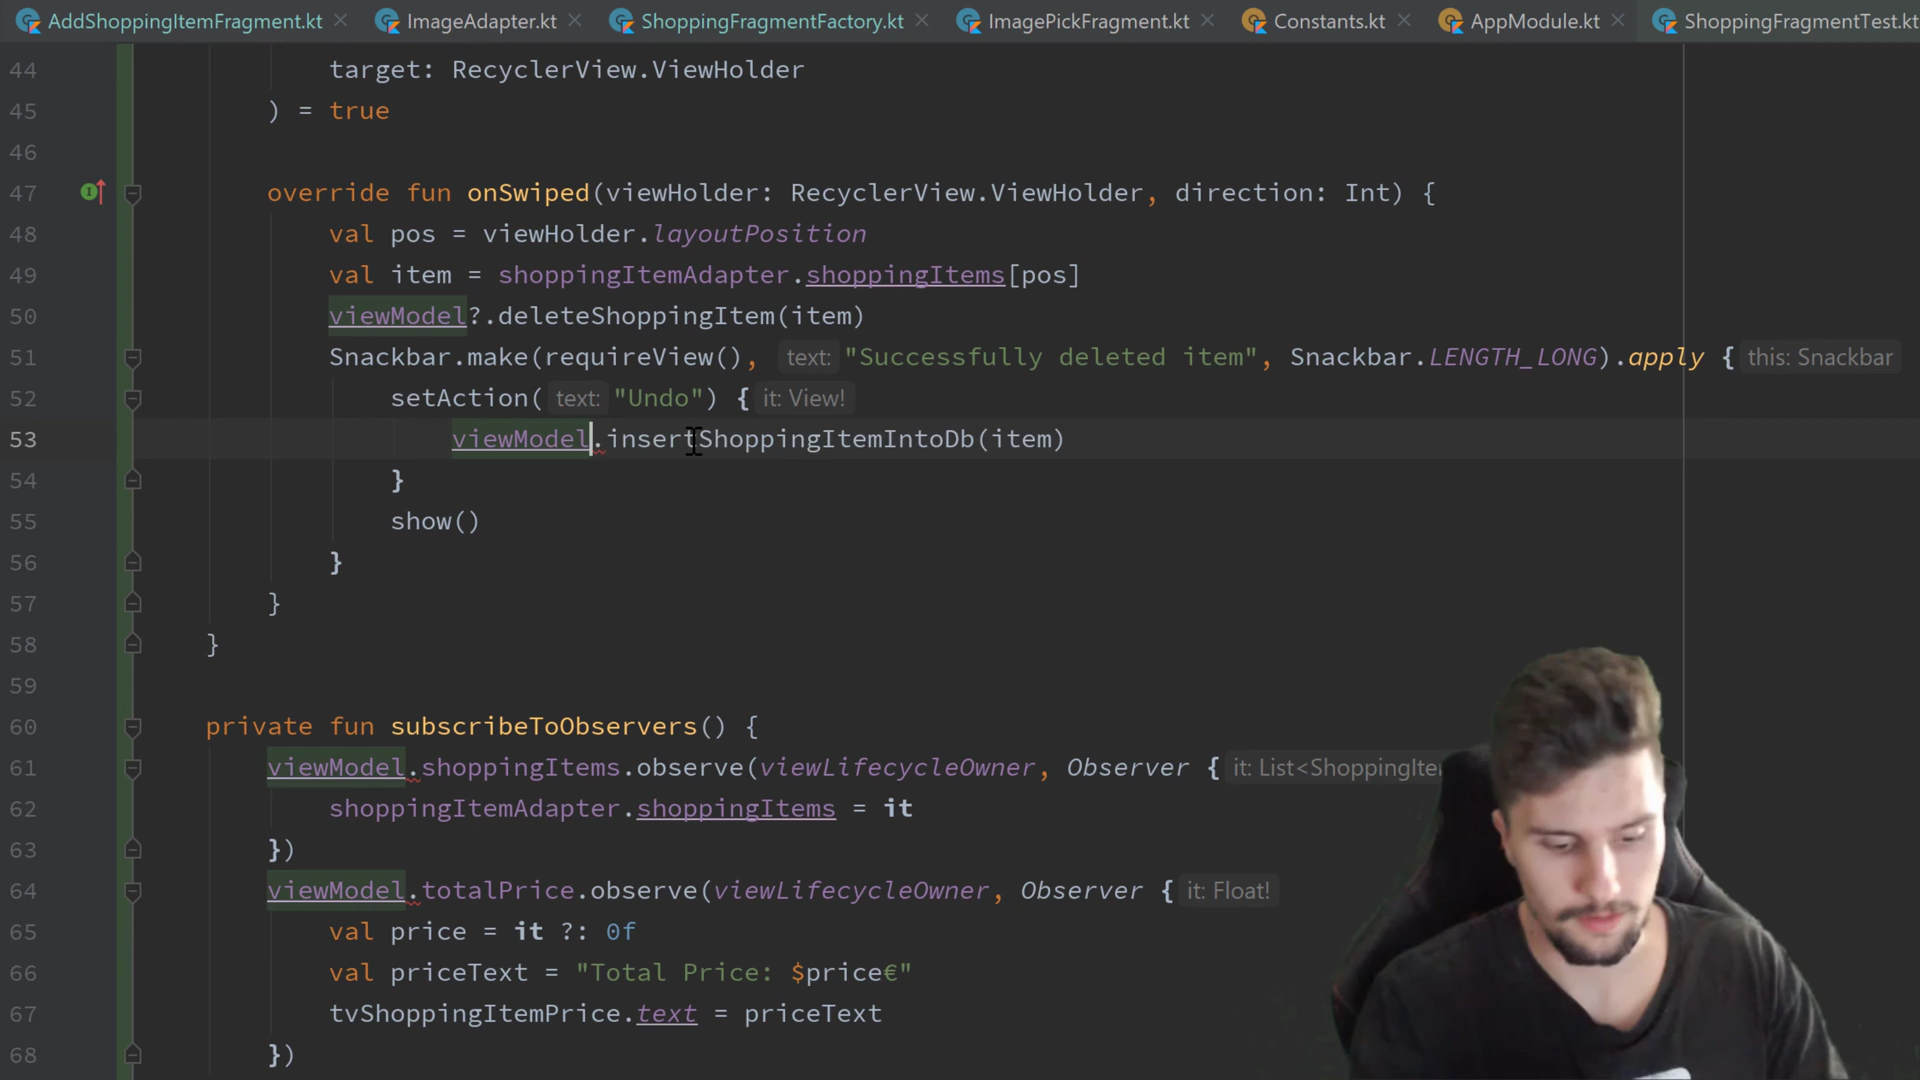 AddShoppingItemFragment.kt ImageAdapter.kt ShoppingFragmentFactory.kt ImagePickFragment.kt Constants.kt AppModule.kt ShoppingFragmentTest.kt
44 target: RecyclerView.ViewHolder
45 ) = true
46
47 override fun onSwiped(viewHolder: RecyclerView.ViewHolder, direction: Int) {
48 val pos = viewHolder.layoutPosition
49 val item = shoppingItemAdapter.shoppingItems[pos]
50 viewModel?.deleteShoppingItem(item)
51 Snackbar.make(requireView(), text: "Successfully deleted item", Snackbar.LENGTH_LONG).apply { this: Snackbar
52 setAction( text: "Undo") { it: View!
53 viewModel.insertShoppingItemIntoDb(item)
54 }
55 show()
56 }
57 }
58 }
59
60 private fun subscribeToObservers() {
61 viewModel.shoppingItems.observe(viewLifecycleOwner, Observer { it: List<ShoppingIte
62 shoppingItemAdapter.shoppingItems = it
63 })
64 viewModel.totalPrice.observe(viewLifecycleOwner, Observer { it: Float!
65 val price = it ?: 0f
66 val priceText = "Total Price: $price€"
67 tvShoppingItemPrice.text = priceText
68 })